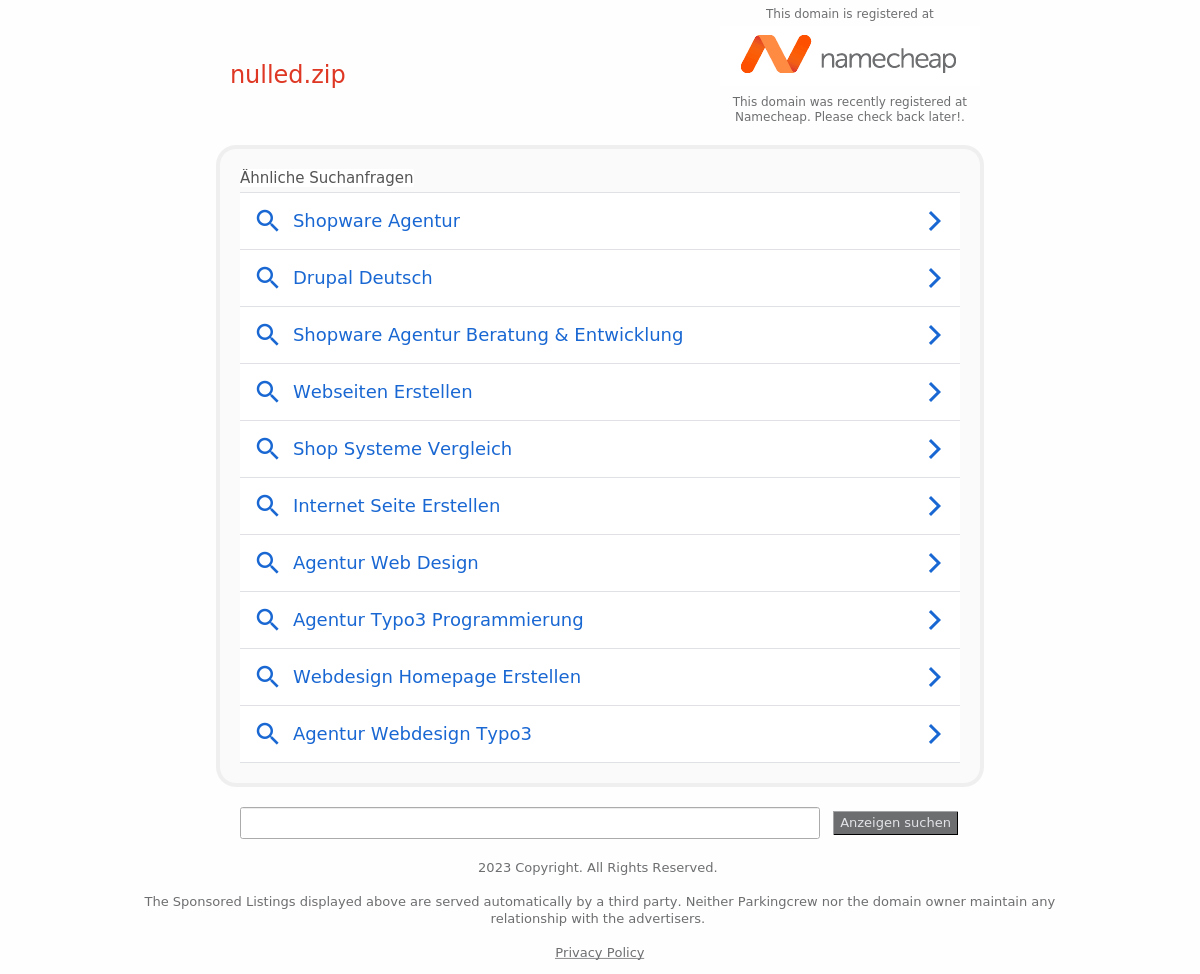 This domain is registered at
namecheap
nulled.zip
This domain was recently registered at
Namecheap. Please check back later!.
Ähnliche Suchanfragen
Shopware Agentur
Drupal Deutsch
Shopware Agentur Beratung & Entwicklung
Webseiten Erstellen
Shop Systeme Vergleich
Internet Seite Erstellen
Agentur Web Design
Agentur Typo3 Programmierung
Webdesign Homepage Erstellen
Agentur Webdesign Typo3
Anzeigen suchen
2023 Copyright. All Rights Reserved.
The Sponsored Listings displayed above are served automatically by a third party. Neither Parkingcrew nor the domain owner maintain any
relationship with the advertisers.
Privacy Policy